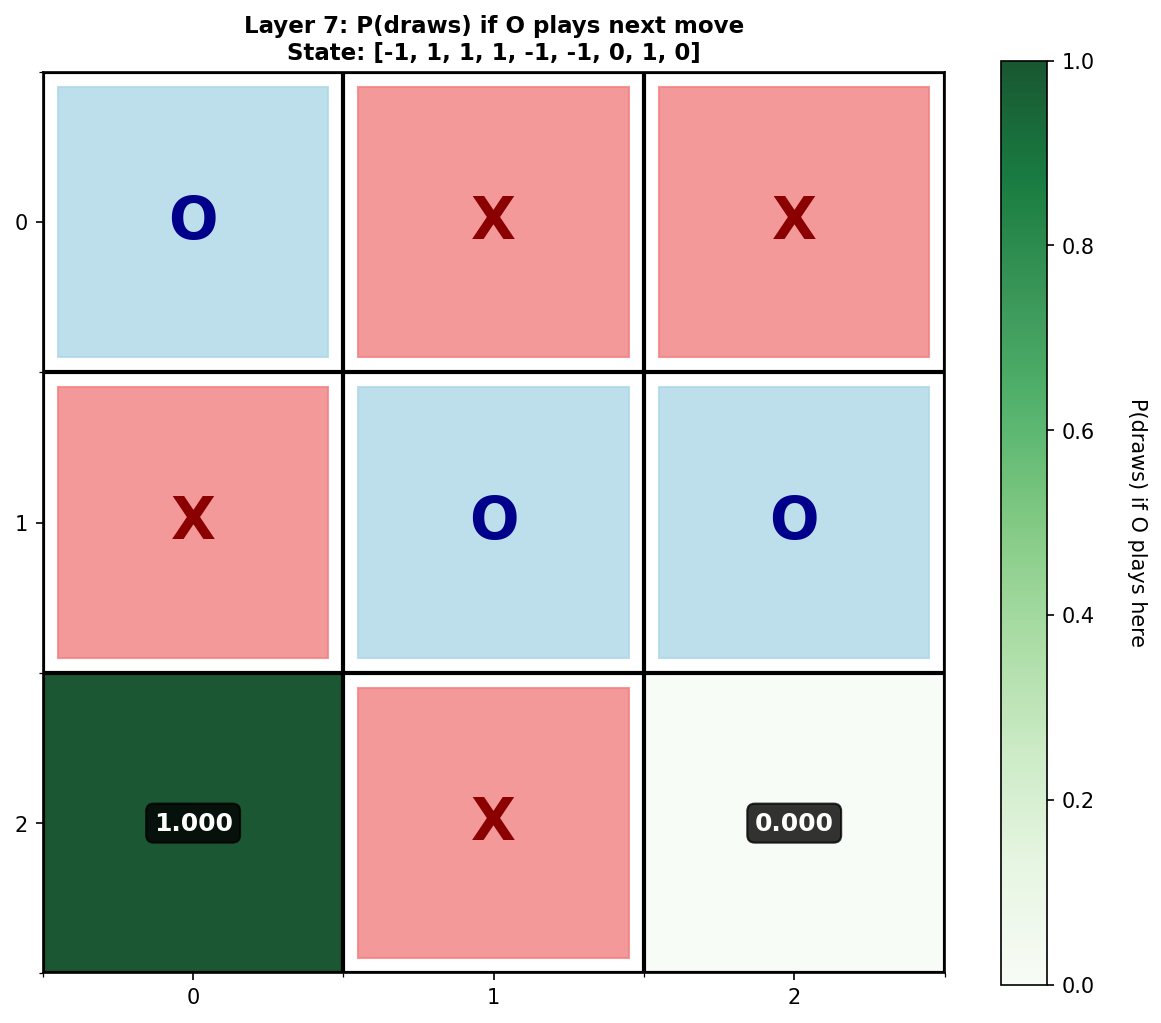 Layer 7: P(draws) if O plays next move
State: [-1, 1, 1, 1, -1, -1, 0, 1, 0]
0
O
X
X
1
X
O
O
2
1.000
X
0.000
0
1
2
1.0
0.8
0.6
0.4
0.2
0.0
P(draws) if O plays here